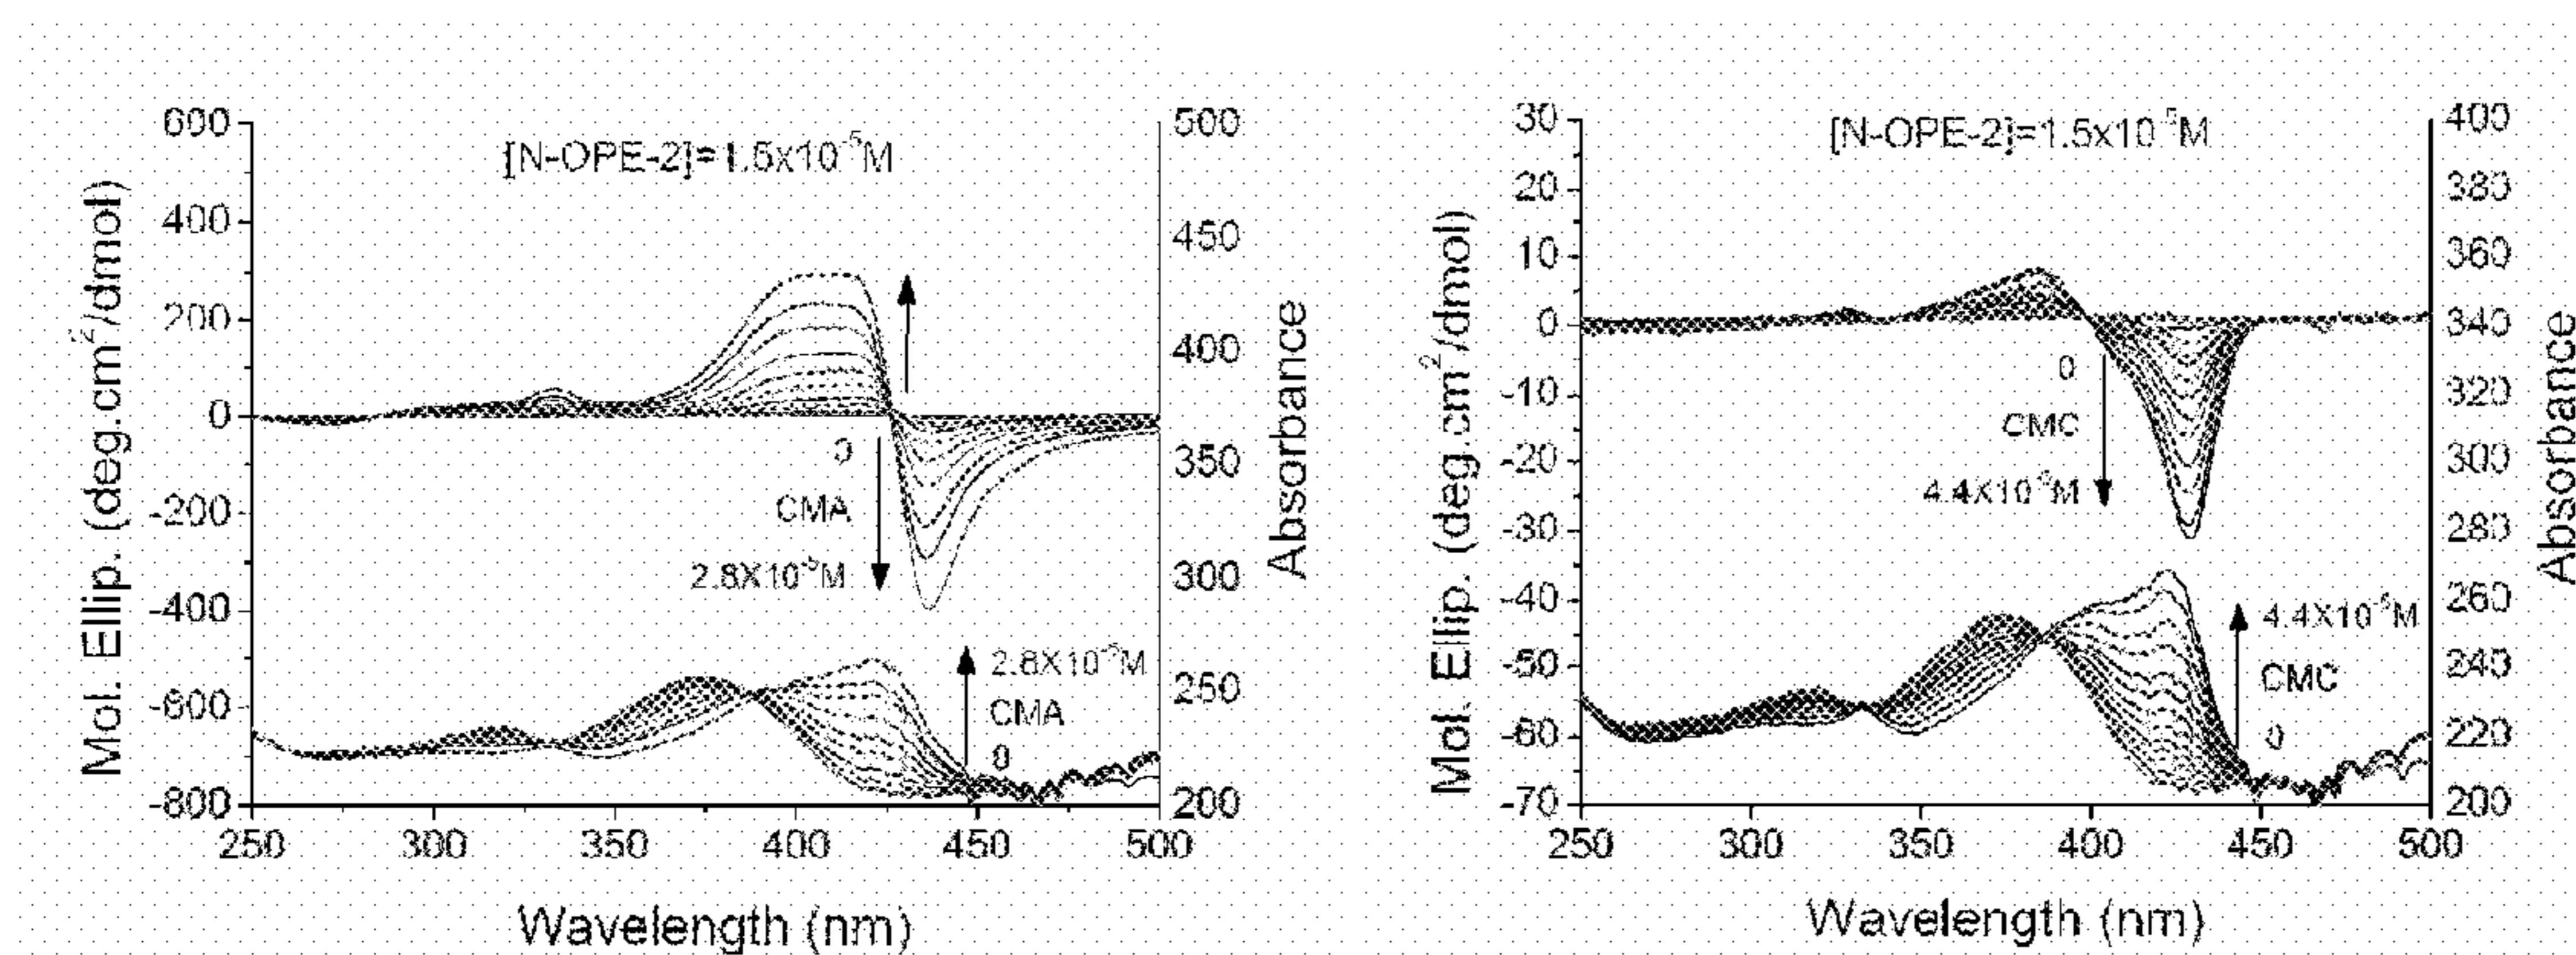 [N-OPE-2]=1.5x10⁻⁵M
600
400
200
0
-200
-400
-600
-800
Mol. Ellip. (deg.cm²/dmol)
500
450
400
350
300
250
200
Absorbance
0
CMA
2.8X10⁻⁵M
2.8X10⁻⁵M
CMA
0
250 300 350 400 450 500
Wavelength (nm)
[N-OPE-2]=1.5x10⁻⁵M
30
20
10
0
-10
-20
-30
-40
-50
-60
-70
Mol. Ellip. (deg.cm²/dmol)
400
380
360
340
320
300
280
260
240
220
200
Absorbance
0
CMC
4.4X10⁻⁵M
4.4X10⁻⁵M
CMC
0
250 300 350 400 450 500
Wavelength (nm)